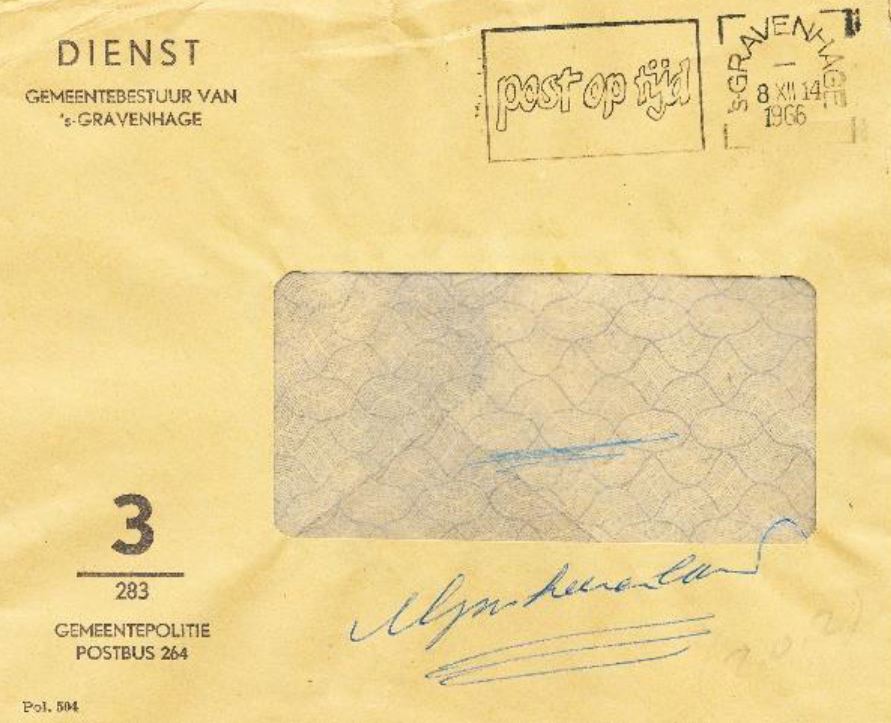 DIENST
GEMEENTEBESTUUR VAN
's-GRAVENHAGE
post op tijd
's-GRAVENHAGE
8 XII 14
1966
3
283
GEMEENTEPOLITIE
POSTBUS 264
Pol. 504